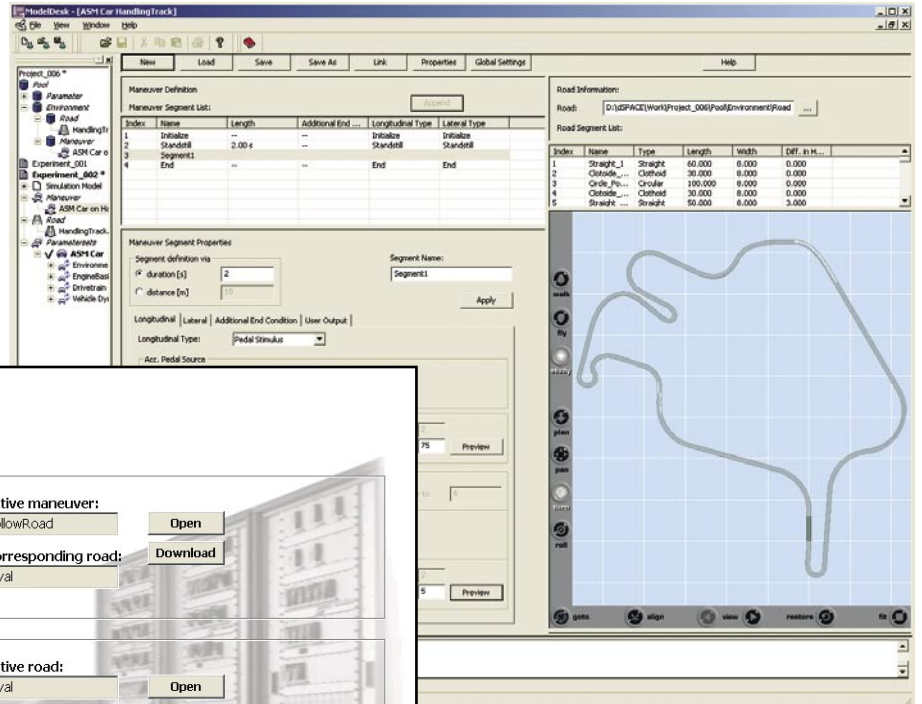 ModelDesk - [ASM Car HandlingTrack]
File View Window Help
New Load Save Save As Link Properties Global Settings Help
Project_006 *
Pool
Parameter
Environment
Road
HandlingTr
Maneuver
ASM Car o
Experiment_001
Experiment_002 *
Simulation Model
Maneuver
ASM Car on Ha
Road
HandlingTrack.
Parametersets
ASM Car
Environme
EngineBasi
Drivetrain
Vehicle Dy
Maneuver Definition
Append
Maneuver Segment List:
Index Name Length Additional End ... Longitudinal Type Lateral Type
1 Initialize -- -- Initialize Initialize
2 Standstill 2.00 s -- Standstill Standstill
3 Segment1
4 End -- -- End End
Maneuver Segment Properties
Segment definition via
duration [s] 2
distance [m] 10
Segment Name:
Segment1
Apply
Longitudinal Lateral Additional End Condition User Output
Longitudinal Type: Pedal Stimulus
Acc. Pedal Source
2
75 Preview
to 6
2
5 Preview
Road Information:
Road: D:\dSPACE\Work\Project_006\Pool\Environment\Road ...
Road Segment List:
Index Name Type Length Width Diff. in H...
1 Straight_1 Straight 60.000 8.000 0.000
2 Clotoide_... Clothoid 30.000 8.000 0.000
3 Circle_Po... Circular 100.000 8.000 0.000
4 Clotoide_... Clothoid 30.000 8.000 0.000
5 Straight ... Straight 50.000 8.000 3.000
walk
fly
study
plan
pan
turn
roll
goto align view restore fit
tive maneuver:
llowRoad Open
orresponding road: Download
val
tive road:
val Open